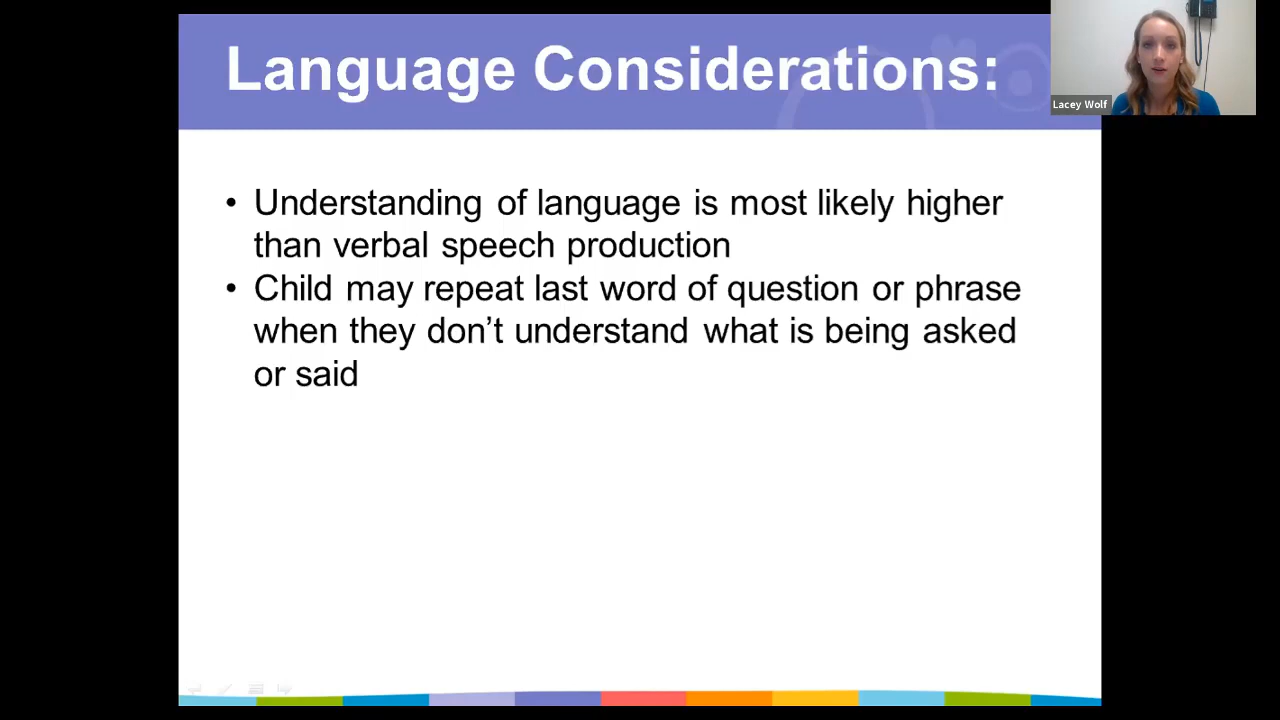 Language Considerations:
Lacey Wolf
• Understanding of language is most likely higher
than verbal speech production
• Child may repeat last word of question or phrase
when they don’t understand what is being asked
or said